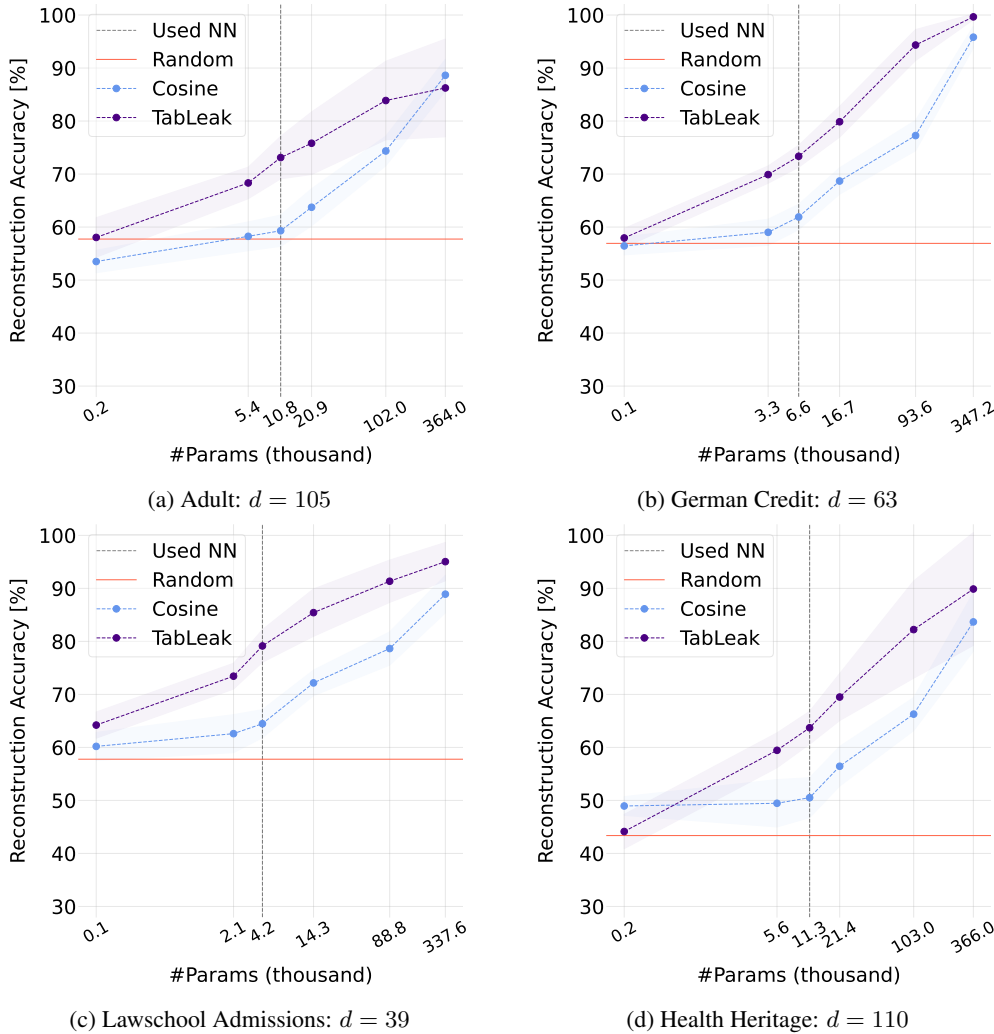 100
90
80
70
60
50
40
30
Reconstruction Accuracy [%]
Used NN
Random
Cosine
TabLeak
0.2
5.4
10.8
20.9
102.0
364.0
#Params (thousand)
(a) Adult: d = 105
100
90
80
70
60
50
40
30
Reconstruction Accuracy [%]
Used NN
Random
Cosine
TabLeak
0.1
3.3
6.6
16.7
93.6
347.2
#Params (thousand)
(b) German Credit: d = 63
100
90
80
70
60
50
40
30
Reconstruction Accuracy [%]
Used NN
Random
Cosine
TabLeak
0.1
2.1
4.2
14.3
88.8
337.6
#Params (thousand)
(c) Lawschool Admissions: d = 39
100
90
80
70
60
50
40
30
Reconstruction Accuracy [%]
Used NN
Random
Cosine
TabLeak
0.2
5.6
11.3
21.4
103.0
366.0
#Params (thousand)
(d) Health Heritage: d = 110